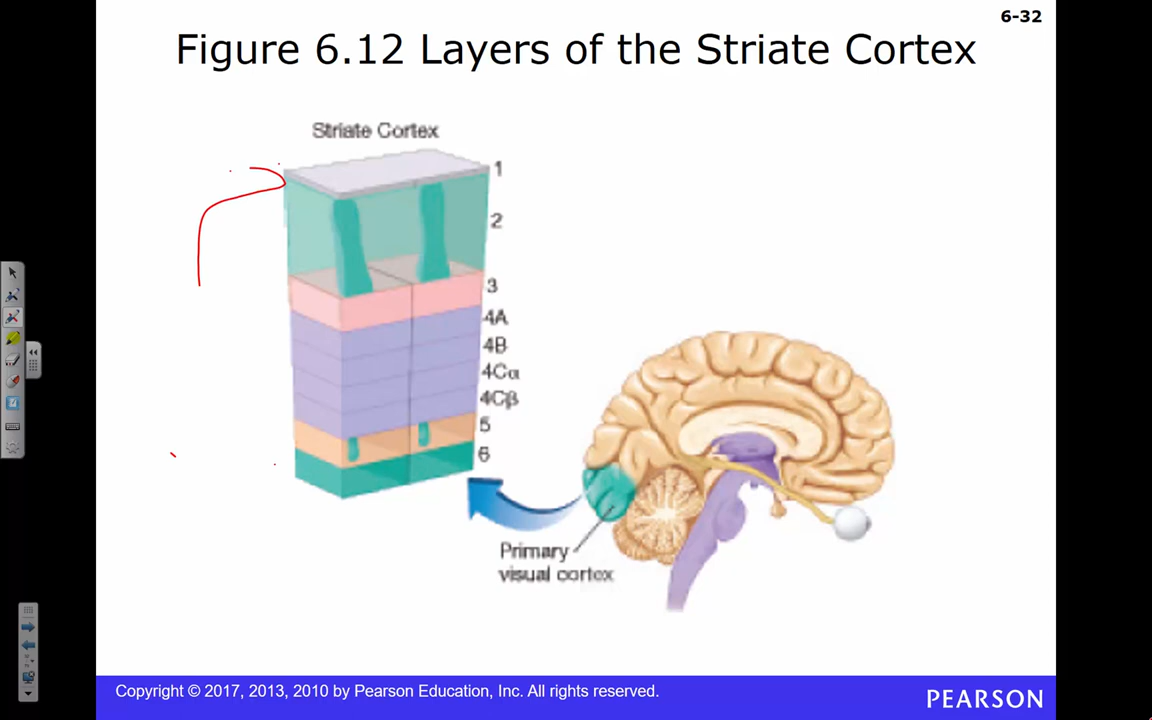 6-32
Figure 6.12 Layers of the Striate Cortex
Striate Cortex
1
2
3
4A
4B
4Cα
4Cβ
5
6
Primary
visual cortex
Copyright © 2017, 2013, 2010 by Pearson Education, Inc. All rights reserved.
PEARSON